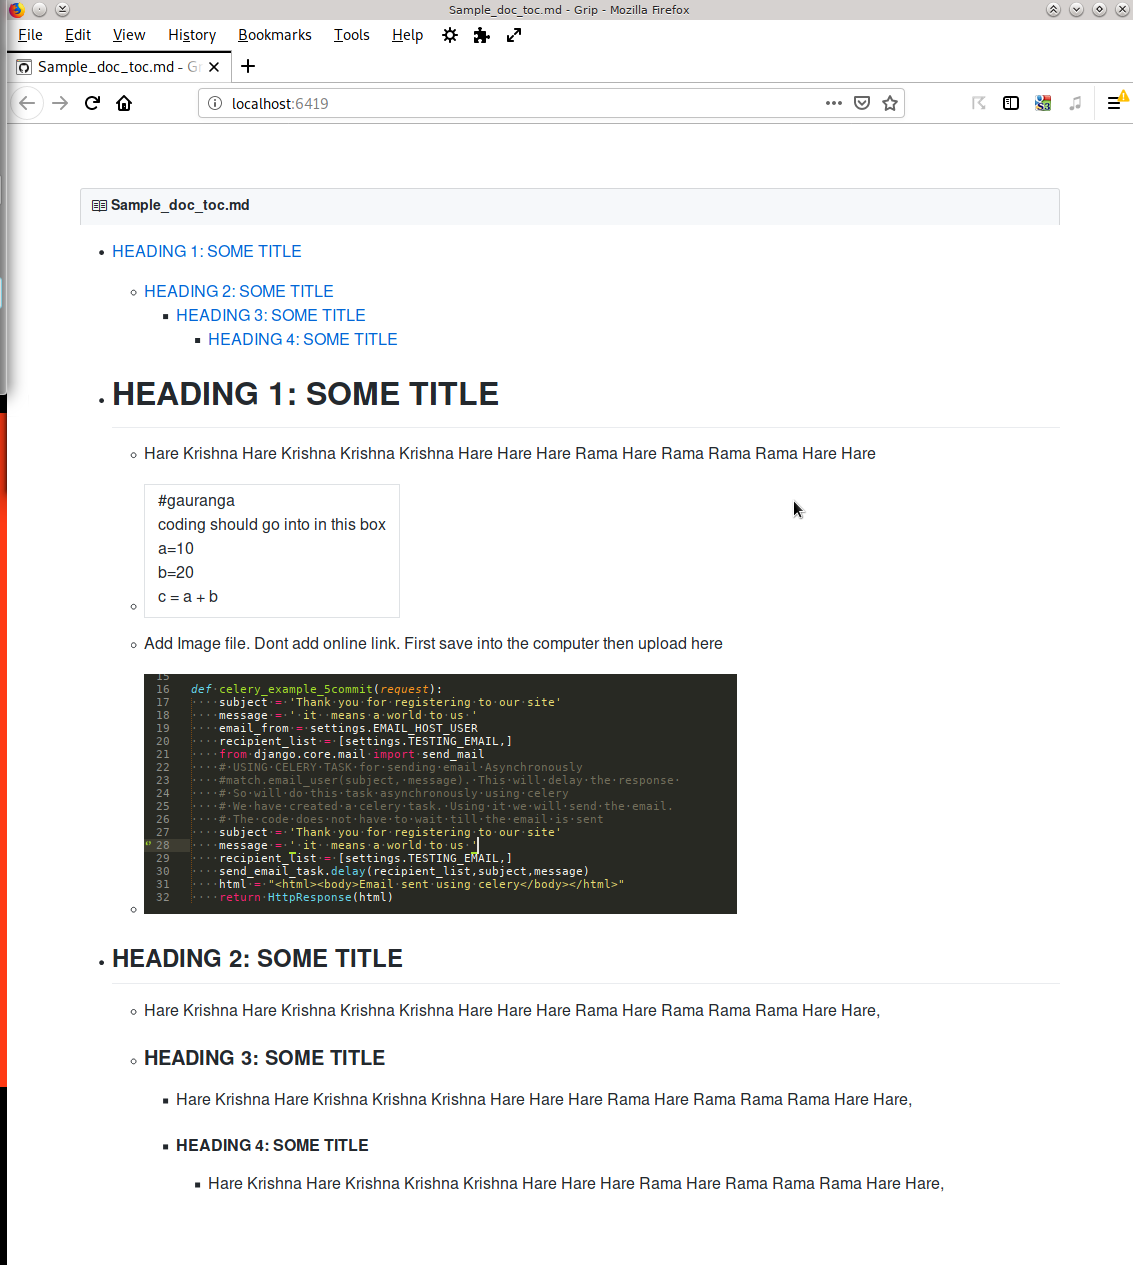 Sample_doc_toc.md - Grip - Mozilla Firefox
File Edit View History Bookmarks Tools Help
Sample_doc_toc.md - Gr
localhost:6419
Sample_doc_toc.md
HEADING 1: SOME TITLE
HEADING 2: SOME TITLE
HEADING 3: SOME TITLE
HEADING 4: SOME TITLE
HEADING 1: SOME TITLE
Hare Krishna Hare Krishna Krishna Krishna Hare Hare Hare Rama Hare Rama Rama Rama Hare Hare
#gauranga
coding should go into in this box
a=10
b=20
c = a + b
Add Image file. Dont add online link. First save into the computer then upload here
15
16 def celery_example_5commit(request):
17 subject = 'Thank you for registering to our site'
18 message = ' it  means a world to us '
19 email_from = settings.EMAIL_HOST_USER
20 recipient_list = [settings.TESTING_EMAIL,]
21 from django.core.mail import send_mail
22 # USING CELERY TASK for sending email Asynchronously
23 #match.email_user(subject, message). This will delay the response
24 # So will do this task asynchronously using celery
25 # We have created a celery task. Using it we will send the email.
26 # The code does not have to wait till the email is sent
27 subject = 'Thank you for registering to our site'
28 message = ' it  means a world to us '
29 recipient_list = [settings.TESTING_EMAIL,]
30 send_email_task.delay(recipient_list,subject,message)
31 html = "<html><body>Email sent using celery</body></html>"
32 return HttpResponse(html)
HEADING 2: SOME TITLE
Hare Krishna Hare Krishna Krishna Krishna Hare Hare Hare Rama Hare Rama Rama Rama Hare Hare,
HEADING 3: SOME TITLE
Hare Krishna Hare Krishna Krishna Krishna Hare Hare Hare Rama Hare Rama Rama Rama Hare Hare,
HEADING 4: SOME TITLE
Hare Krishna Hare Krishna Krishna Krishna Hare Hare Hare Rama Hare Rama Rama Rama Hare Hare,